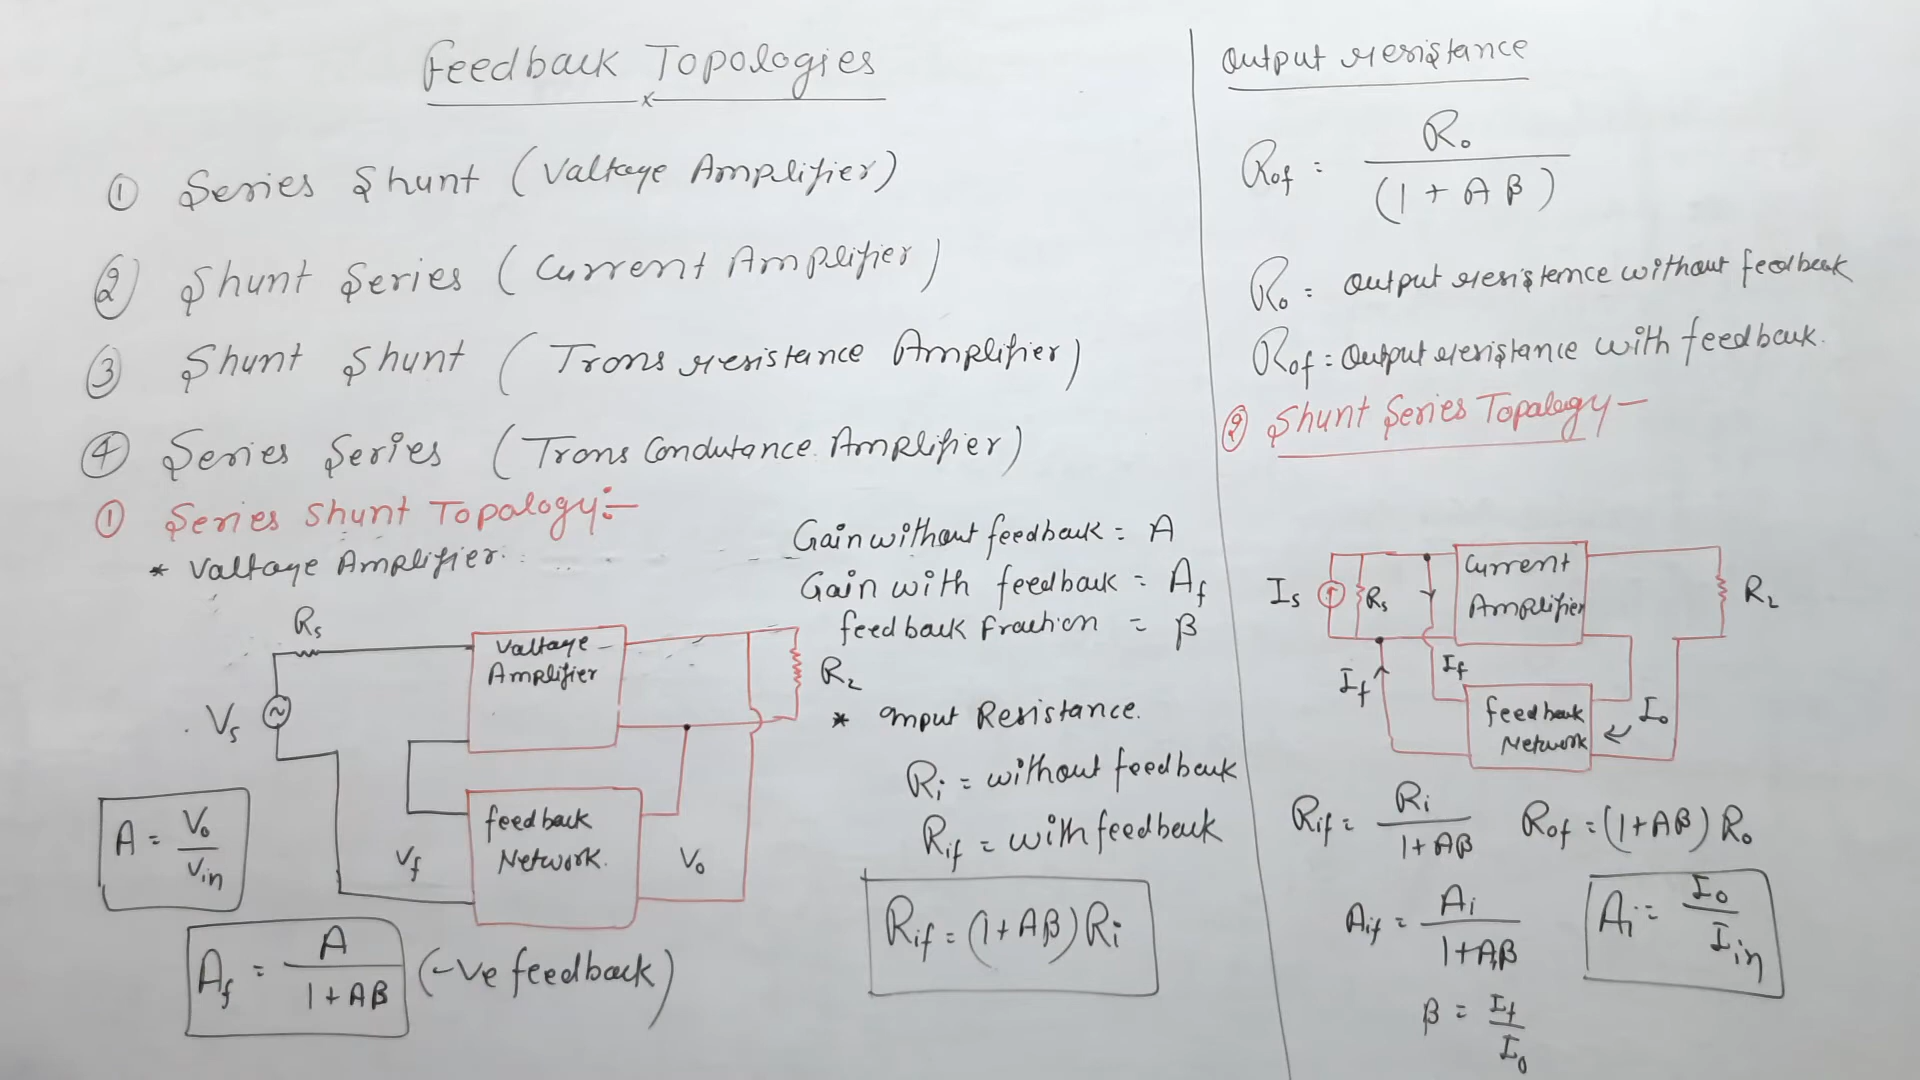 Feedback Topologies
① Series Shunt (Valtage Amplifier)
② Shunt Series (Current Amplifier)
③ Shunt Shunt (Trans resistance Amplifier)
④ Series Series (Trans Condutance Amplifier)
① Series Shunt Topology:-
* Valtage Amplifier.
Gain without feedback = A
Gain with feedback = Af
feedback Fraction = β
Rs
Valtage
Amplifier
RL
Vs
feedback
Network.
Vf
Vo
A = Vo/Vin
Af = A/(1+Aβ) (-ve feedback)
* Input Resistance.
Ri = without feedback
Rif = with feedback
Rif = (1+Aβ)Ri
Output resistance
Rof = Ro/(1+Aβ)
Ro = output resistance without feedback
Rof = Output resistance with feedback.
② Shunt Series Topology-
Is
Rs
Current
Amplifier
RL
If
If
feedback
Network
Io
Rif = Ri/(1+Aβ) Rof = (1+Aβ) Ro
Aif = Ai/(1+Aβ) Ai = Io/Iin
β = If/Io